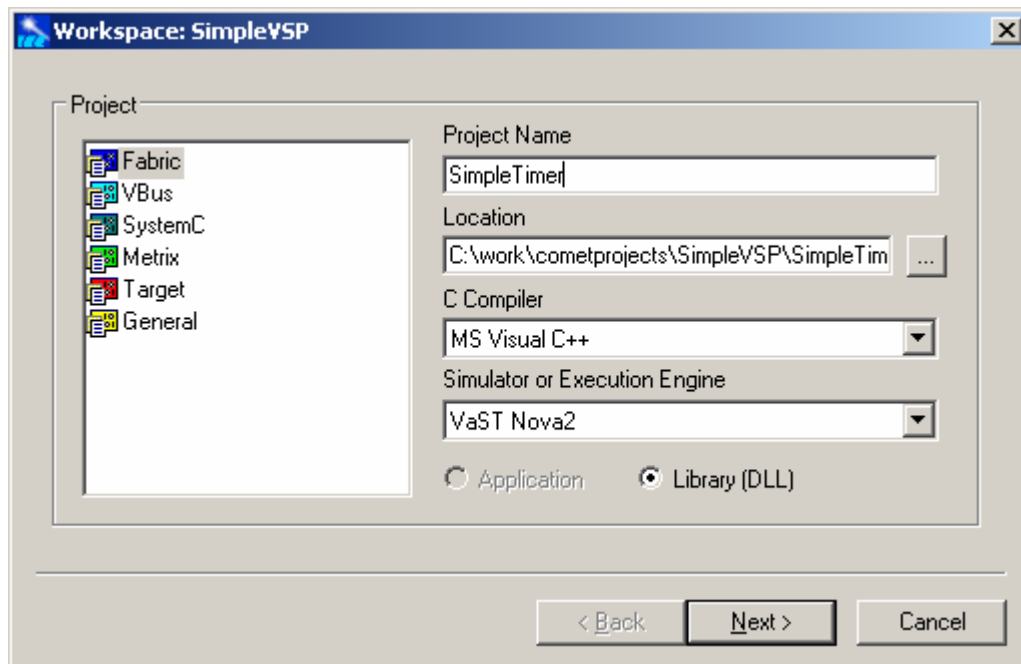 Workspace: SimpleVSP
Project
Fabric
VBus
SystemC
Metrix
Target
General
Project Name
SimpleTimer
Location
C:\work\cometprojects\SimpleVSP\SimpleTim
...
C Compiler
MS Visual C++
Simulator or Execution Engine
VaST Nova2
Application
Library (DLL)
< Back
Next >
Cancel